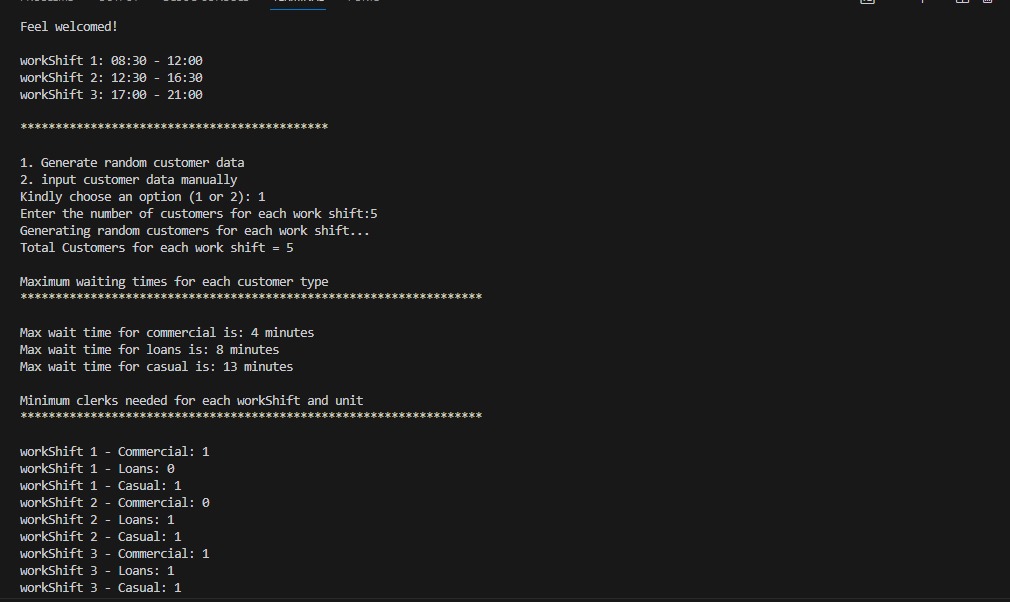 TERMINAL
Feel welcomed!
workShift 1: 08:30 - 12:00
workShift 2: 12:30 - 16:30
workShift 3: 17:00 - 21:00
********************************************
1. Generate random customer data
2. input customer data manually
Kindly choose an option (1 or 2): 1
Enter the number of customers for each work shift:5
Generating random customers for each work shift...
Total Customers for each work shift = 5
Maximum waiting times for each customer type
******************************************************************
Max wait time for commercial is: 4 minutes
Max wait time for loans is: 8 minutes
Max wait time for casual is: 13 minutes
Minimum clerks needed for each workShift and unit
******************************************************************
workShift 1 - Commercial: 1
workShift 1 - Loans: 0
workShift 1 - Casual: 1
workShift 2 - Commercial: 0
workShift 2 - Loans: 1
workShift 2 - Casual: 1
workShift 3 - Commercial: 1
workShift 3 - Loans: 1
workShift 3 - Casual: 1